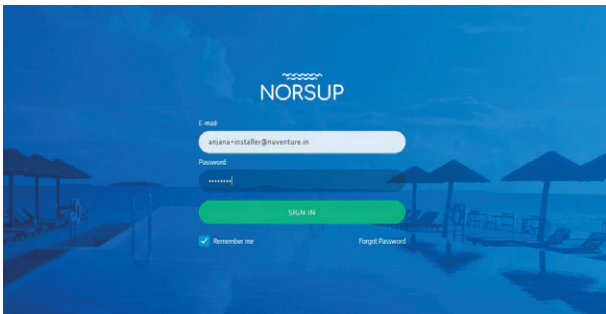 NORSUP
E-mail:
anjana+installer@nuventure.in
Password:
••••••••
SIGN IN
Remember me
Forgot Password